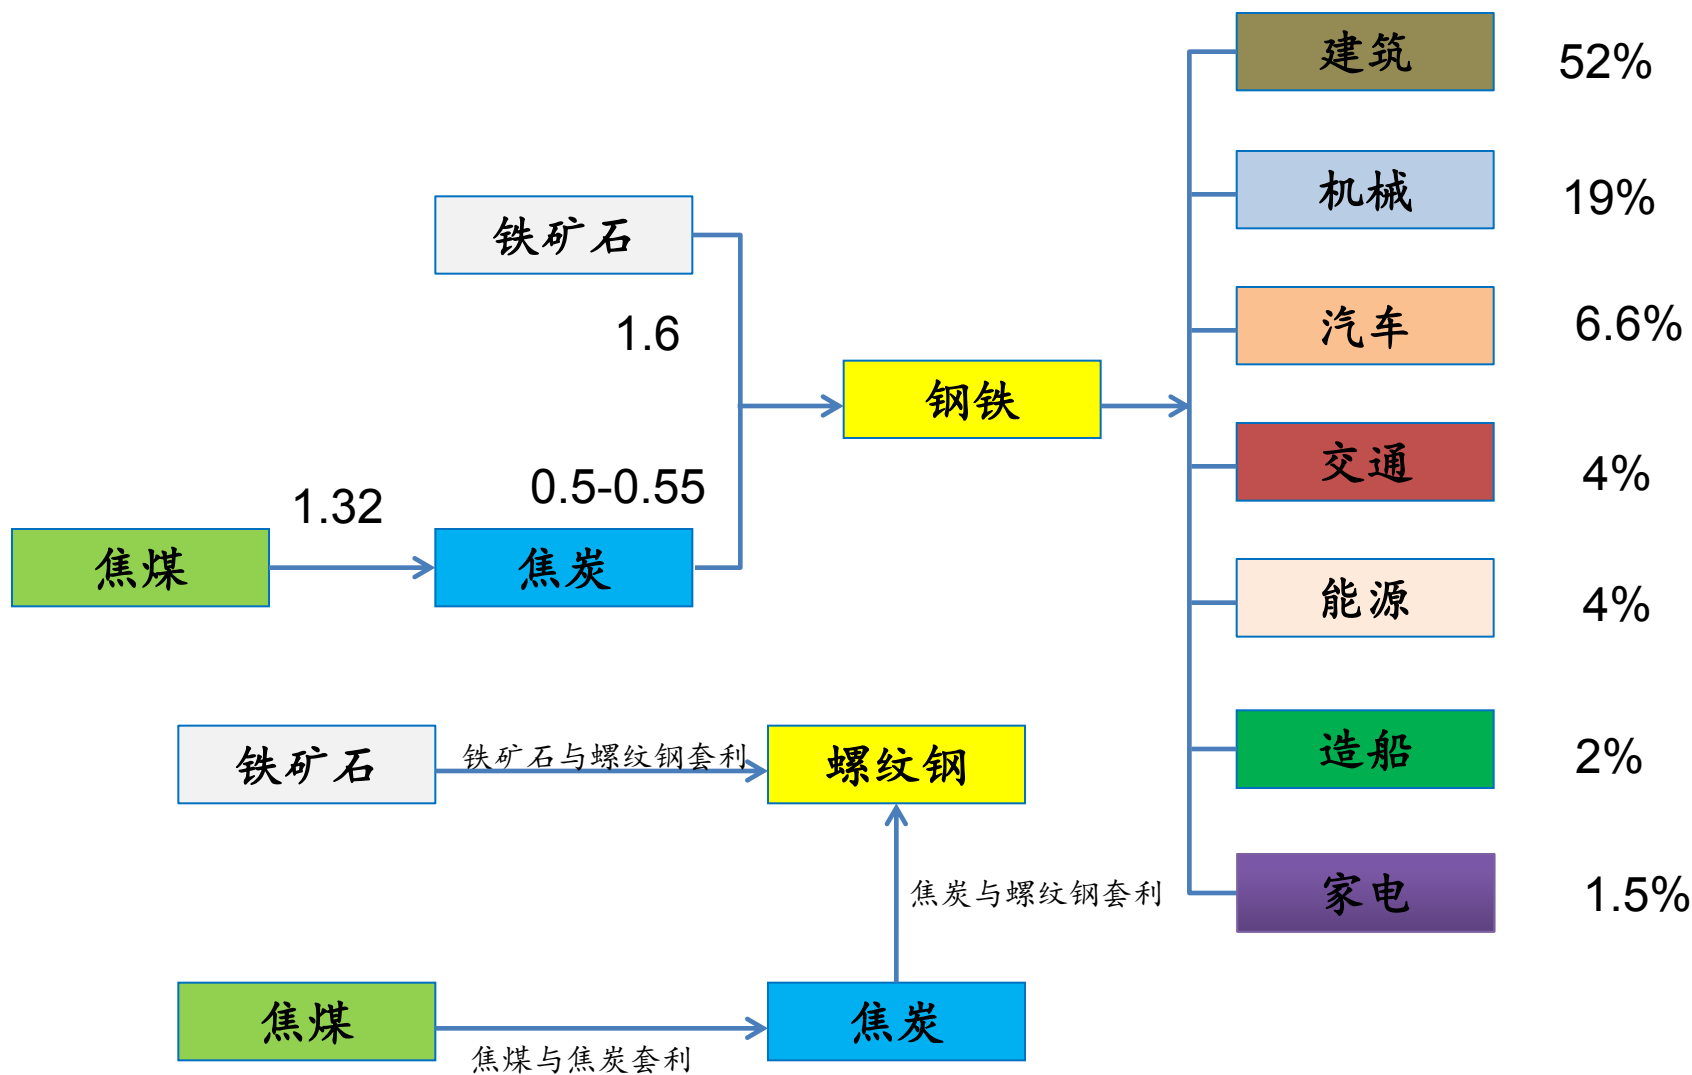 建筑
52%
机械
19%
铁矿石
汽车
6.6%
1.6
钢铁
交通
4%
0.5-0.55
1.32
焦煤
焦炭
能源
4%
铁矿石
铁矿石与螺纹钢套利
螺纹钢
造船
2%
焦炭与螺纹钢套利
家电
1.5%
焦煤
焦炭
焦煤与焦炭套利